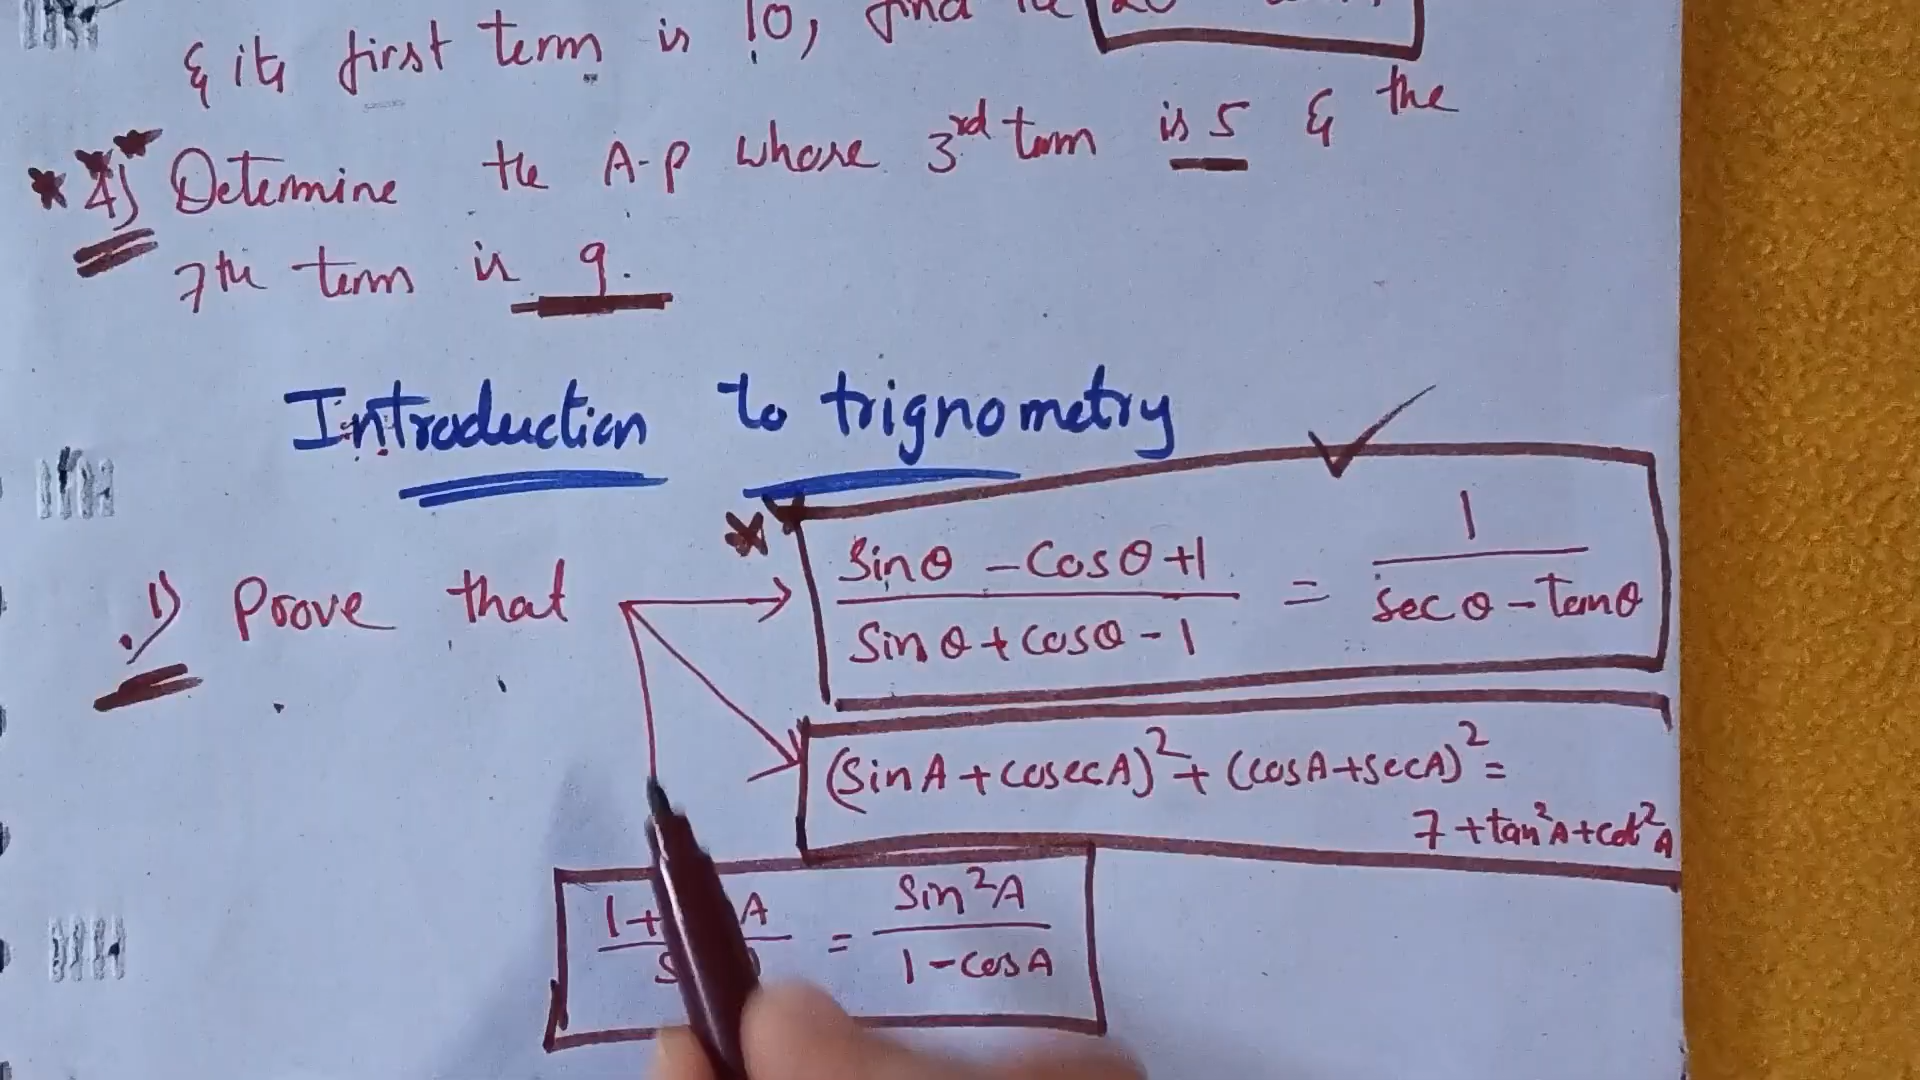 & its first term is 10, find the
*4) Determine the A-P whose 3rd term is 5 & the
7th term is 9.
Introduction to trignometry
1) Prove that
sinθ - cosθ + 1 / sinθ + cosθ - 1 = 1 / secθ - tanθ
(sinA + cosecA)² + (cosA + secA)² =
7 + tan²A + cot²A
1+ A / = sin²A / 1 - cosA